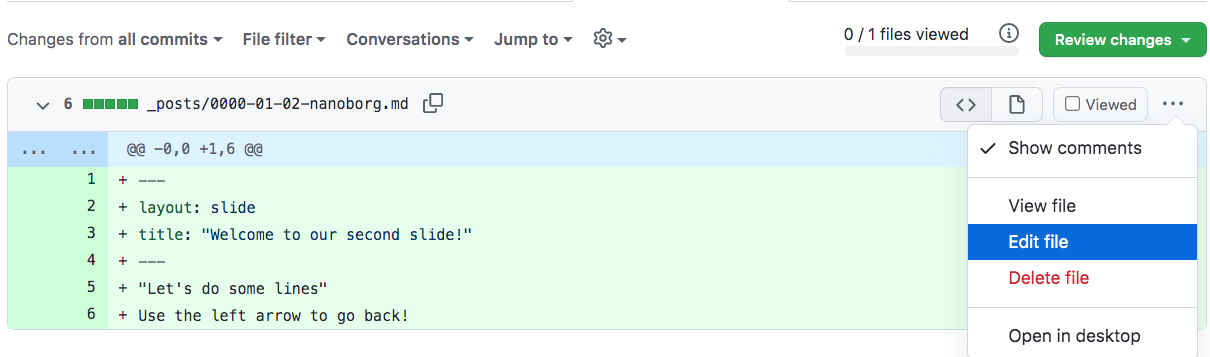 Changes from all commits File filter Conversations Jump to 0 / 1 files viewed Review changes
6 _posts/0000-01-02-nanoborg.md Viewed ...
... ... @@ -0,0 +1,6 @@
Show comments
1 + ---
2 + layout: slide
View file
3 + title: "Welcome to our second slide!"
Edit file
4 + ---
Delete file
5 + "Let's do some lines"
6 + Use the left arrow to go back!
Open in desktop